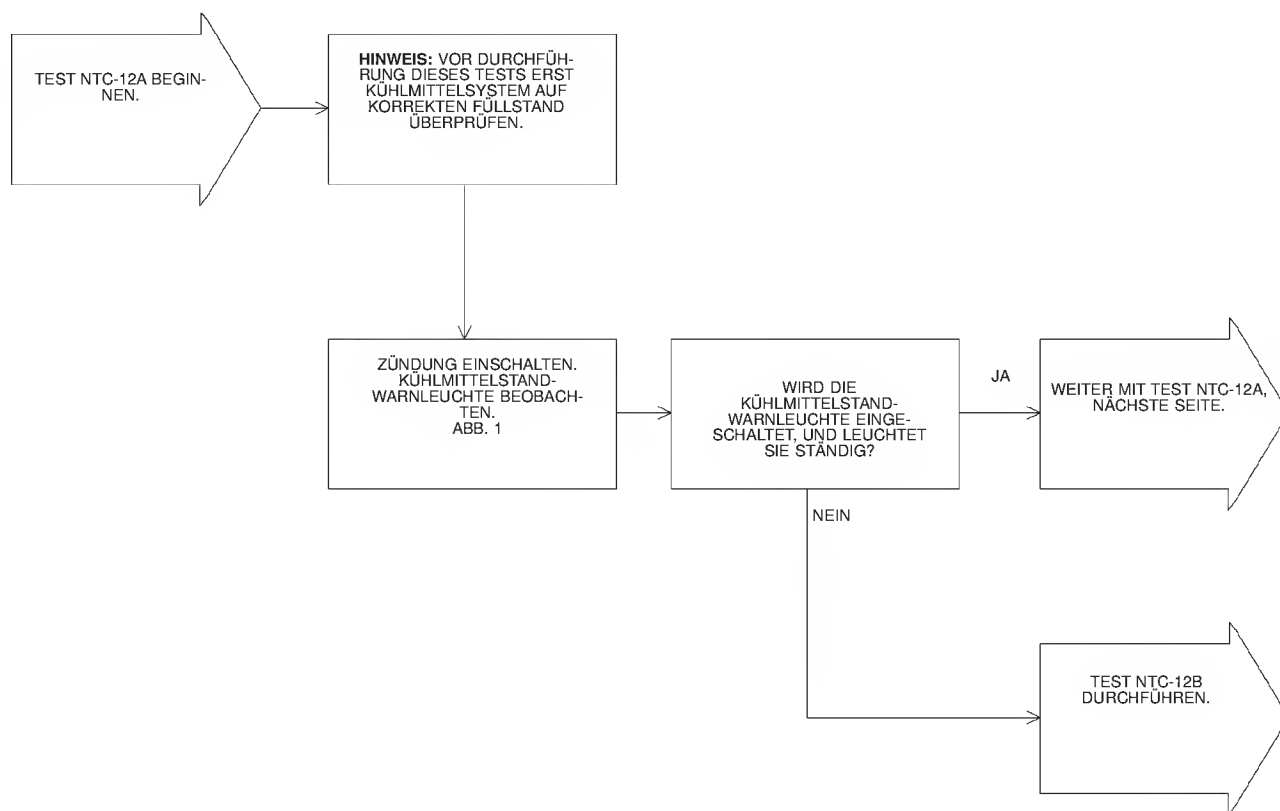 TEST NTC-12A BEGIN-
NEN.
HINWEIS: VOR DURCHFÜH-
RUNG DIESES TESTS ERST
KÜHLMITTELSYSTEM AUF
KORREKTEN FÜLLSTAND
ÜBERPRÜFEN.
ZÜNDUNG EINSCHALTEN.
KÜHLMITTELSTAND-
WARNLEUCHTE BEOBACH-
TEN.
ABB. 1
WIRD DIE
KÜHLMITTELSTAND-
WARNLEUCHTE EINGE-
SCHALTET, UND LEUCHTET
SIE STÄNDIG?
JA
WEITER MIT TEST NTC-12A,
NÄCHSTE SEITE.
NEIN
TEST NTC-12B
DURCHFÜHREN.